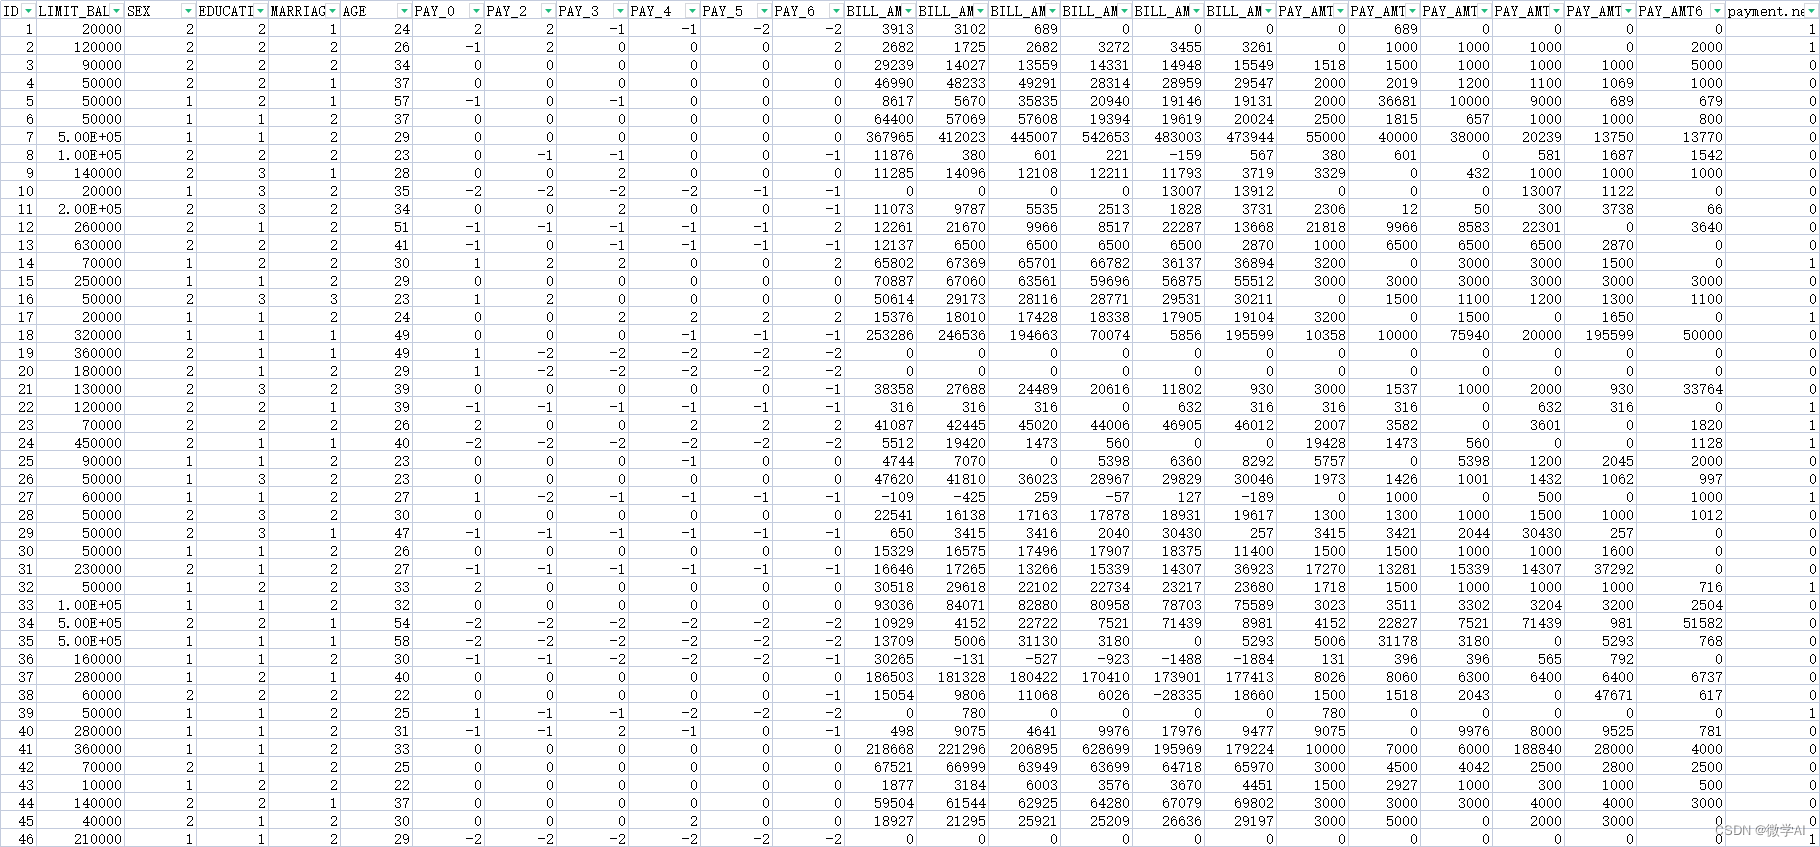 ID LIMIT_BAL SEX EDUCATI MARRIAG AGE PAY_0 PAY_2 PAY_3 PAY_4 PAY_5 PAY_6 BILL_AM BILL_AM BILL_AM BILL_AM BILL_AM BILL_AM PAY_AMT PAY_AMT PAY_AMT PAY_AMT PAY_AMT PAY_AMT6 payment.ne
1 20000 2 2 1 24 2 2 -1 -1 -2 -2 3913 3102 689 0 0 0 0 689 0 0 0 0 1
2 120000 2 2 2 26 -1 2 0 0 0 2 2682 1725 2682 3272 3455 3261 0 1000 1000 1000 0 2000 1
3 90000 2 2 2 34 0 0 0 0 0 0 29239 14027 13559 14331 14948 15549 1518 1500 1000 1000 1000 5000 0
4 50000 2 2 1 37 0 0 0 0 0 0 46990 48233 49291 28314 28959 29547 2000 2019 1200 1100 1069 1000 0
5 50000 1 2 1 57 -1 0 -1 0 0 0 8617 5670 35835 20940 19146 19131 2000 36681 10000 9000 689 679 0
6 50000 1 1 2 37 0 0 0 0 0 0 64400 57069 57608 19394 19619 20024 2500 1815 657 1000 1000 800 0
7 5.00E+05 1 1 2 29 0 0 0 0 0 0 367965 412023 445007 542653 483003 473944 55000 40000 38000 20239 13750 13770 0
8 1.00E+05 2 2 2 23 0 -1 -1 0 0 -1 11876 380 601 221 -159 567 380 601 0 581 1687 1542 0
9 140000 2 3 1 28 0 0 2 0 0 0 11285 14096 12108 12211 11793 3719 3329 0 432 1000 1000 1000 0
10 20000 1 3 2 35 -2 -2 -2 -2 -1 -1 0 0 0 0 13007 13912 0 0 0 13007 1122 0 0
11 2.00E+05 2 3 2 34 0 0 2 0 0 -1 11073 9787 5535 2513 1828 3731 2306 12 50 300 3738 66 0
12 260000 2 1 2 51 -1 -1 -1 -1 -1 2 12261 21670 9966 8517 22287 13668 21818 9966 8583 22301 0 3640 0
13 630000 2 2 2 41 -1 0 -1 -1 -1 -1 12137 6500 6500 6500 6500 2870 1000 6500 6500 6500 2870 0 0
14 70000 1 2 2 30 1 2 2 0 0 2 65802 67369 65701 66782 36137 36894 3200 0 3000 3000 1500 0 1
15 250000 1 1 2 29 0 0 0 0 0 0 70887 67060 63561 59696 56875 55512 3000 3000 3000 3000 3000 3000 0
16 50000 2 3 3 23 1 2 0 0 0 0 50614 29173 28116 28771 29531 30211 0 1500 1100 1200 1300 1100 0
17 20000 1 1 2 24 0 0 2 2 2 2 15376 18010 17428 18338 17905 19104 3200 0 1500 0 1650 0 1
18 320000 1 1 1 49 0 0 0 -1 -1 -1 253286 246536 194663 70074 5856 195599 10358 10000 75940 20000 195599 50000 0
19 360000 2 1 1 49 1 -2 -2 -2 -2 -2 0 0 0 0 0 0 0 0 0 0 0 0 0
20 180000 2 1 2 29 1 -2 -2 -2 -2 -2 0 0 0 0 0 0 0 0 0 0 0 0 0
21 130000 2 3 2 39 0 0 0 0 0 -1 38358 27688 24489 20616 11802 930 3000 1537 1000 2000 930 33764 0
22 120000 2 2 1 39 -1 -1 -1 -1 -1 -1 316 316 316 0 632 316 316 316 0 632 316 0 1
23 70000 2 2 2 26 2 0 0 2 2 2 41087 42445 45020 44006 46905 46012 2007 3582 0 3601 0 1820 1
24 450000 2 1 1 40 -2 -2 -2 -2 -2 -2 5512 19420 1473 560 0 0 19428 1473 560 0 0 1128 1
25 90000 1 1 2 23 0 0 0 -1 0 0 4744 7070 0 5398 6360 8292 5757 0 5398 1200 2045 2000 0
26 50000 1 3 2 23 0 0 0 0 0 0 47620 41810 36023 28967 29829 30046 1973 1426 1001 1432 1062 997 0
27 60000 1 1 2 27 1 -2 -1 -1 -1 -1 -109 -425 259 -57 127 -189 0 1000 0 500 0 1000 1
28 50000 2 3 2 30 0 0 0 0 0 0 22541 16138 17163 17878 18931 19617 1300 1300 1000 1500 1000 1012 0
29 50000 2 3 1 47 -1 -1 -1 -1 -1 -1 650 3415 3416 2040 30430 257 3415 3421 2044 30430 257 0 0
30 50000 1 1 2 26 0 0 0 0 0 0 15329 16575 17496 17907 18375 11400 1500 1500 1000 1000 1600 0 0
31 230000 2 1 2 27 -1 -1 -1 -1 -1 -1 16646 17265 13266 15339 14307 36923 17270 13281 15339 14307 37292 0 0
32 50000 1 2 2 33 2 0 0 0 0 0 30518 29618 22102 22734 23217 23680 1718 1500 1000 1000 1000 716 1
33 1.00E+05 1 1 2 32 0 0 0 0 0 0 93036 84071 82880 80958 78703 75589 3023 3511 3302 3204 3200 2504 0
34 5.00E+05 2 2 1 54 -2 -2 -2 -2 -2 -2 10929 4152 22722 7521 71439 8981 4152 22827 7521 71439 981 51582 0
35 5.00E+05 1 1 1 58 -2 -2 -2 -2 -2 -2 13709 5006 31130 3180 0 5293 5006 31178 3180 0 5293 768 0
36 160000 1 1 2 30 -1 -1 -2 -2 -2 -1 30265 -131 -527 -923 -1488 -1884 131 396 396 565 792 0 0
37 280000 1 2 1 40 0 0 0 0 0 0 186503 181328 180422 170410 173901 177413 8026 8060 6300 6400 6400 6737 0
38 60000 2 2 2 22 0 0 0 0 0 -1 15054 9806 11068 6026 -28335 18660 1500 1518 2043 0 47671 617 0
39 50000 1 1 2 25 1 -1 -1 -2 -2 -2 0 780 0 0 0 0 780 0 0 0 0 0 1
40 280000 1 1 2 31 -1 -1 2 -1 0 -1 498 9075 4641 9976 17976 9477 9075 0 9976 8000 9525 781 0
41 360000 1 1 2 33 0 0 0 0 0 0 218668 221296 206895 628699 195969 179224 10000 7000 6000 188840 28000 4000 0
42 70000 2 1 2 25 0 0 0 0 0 0 67521 66999 63949 63699 64718 65970 3000 4500 4042 2500 2800 2500 0
43 10000 1 2 2 22 0 0 0 0 0 0 1877 3184 6003 3576 3670 4451 1500 2927 1000 300 1000 500 0
44 140000 2 2 1 37 0 0 0 0 0 0 59504 61544 62925 64280 67079 69802 3000 3000 3000 4000 4000 3000 0
45 40000 2 1 2 30 0 0 0 2 0 0 18927 21295 25921 25209 26636 29197 3000 5000 0 2000 3000 0 0
46 210000 1 1 2 29 -2 -2 -2 -2 -2 -2 0 0 0 0 0 0 0 0 0 0 0 0 1
CSDN @微学AI